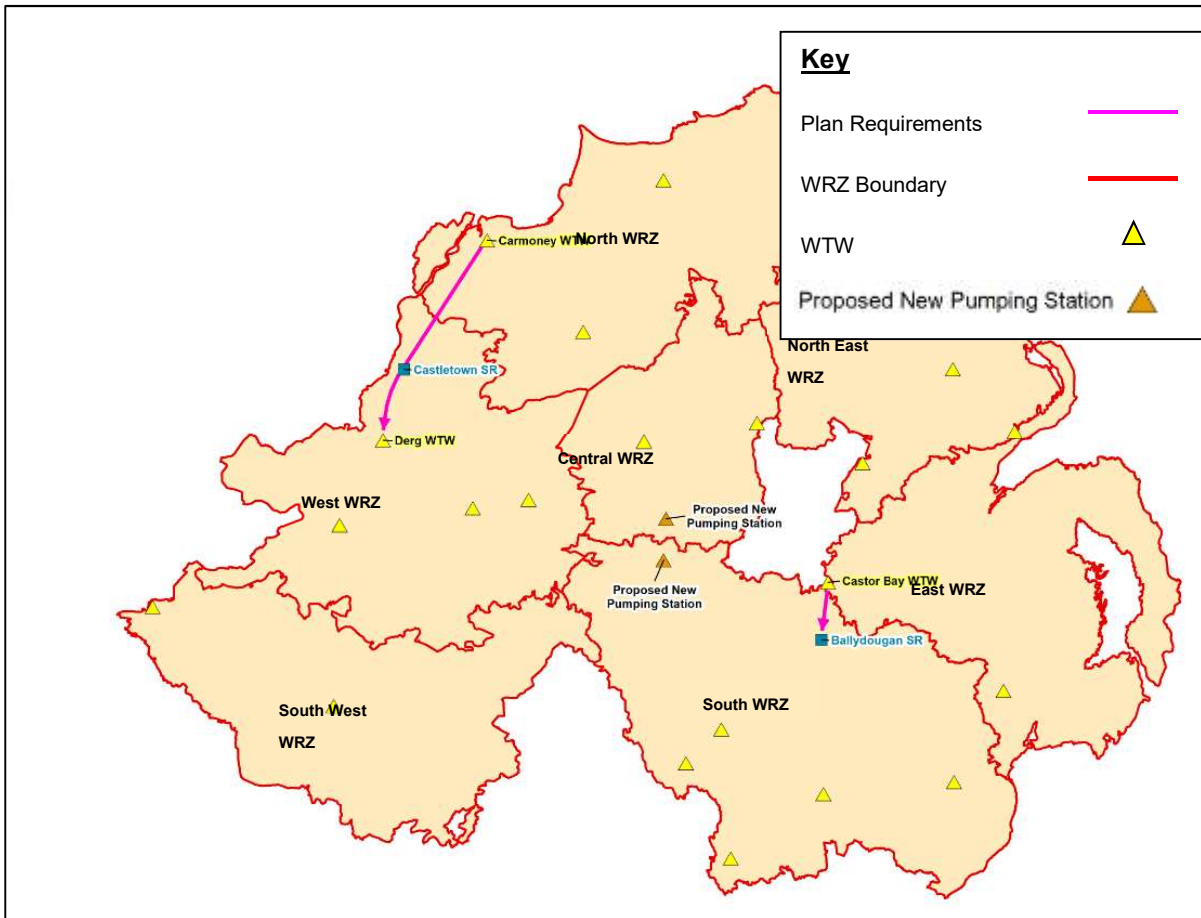 Key
Plan Requirements
WRZ Boundary
WTW
Proposed New Pumping Station
Carmoney WTW
North WRZ
North East
WRZ
Castletown SR
Derg WTW
Central WRZ
West WRZ
Proposed New
Pumping Station
Proposed New
Pumping Station
Castor Bay WTW
East WRZ
Ballydougan SR
South West
WRZ
South WRZ